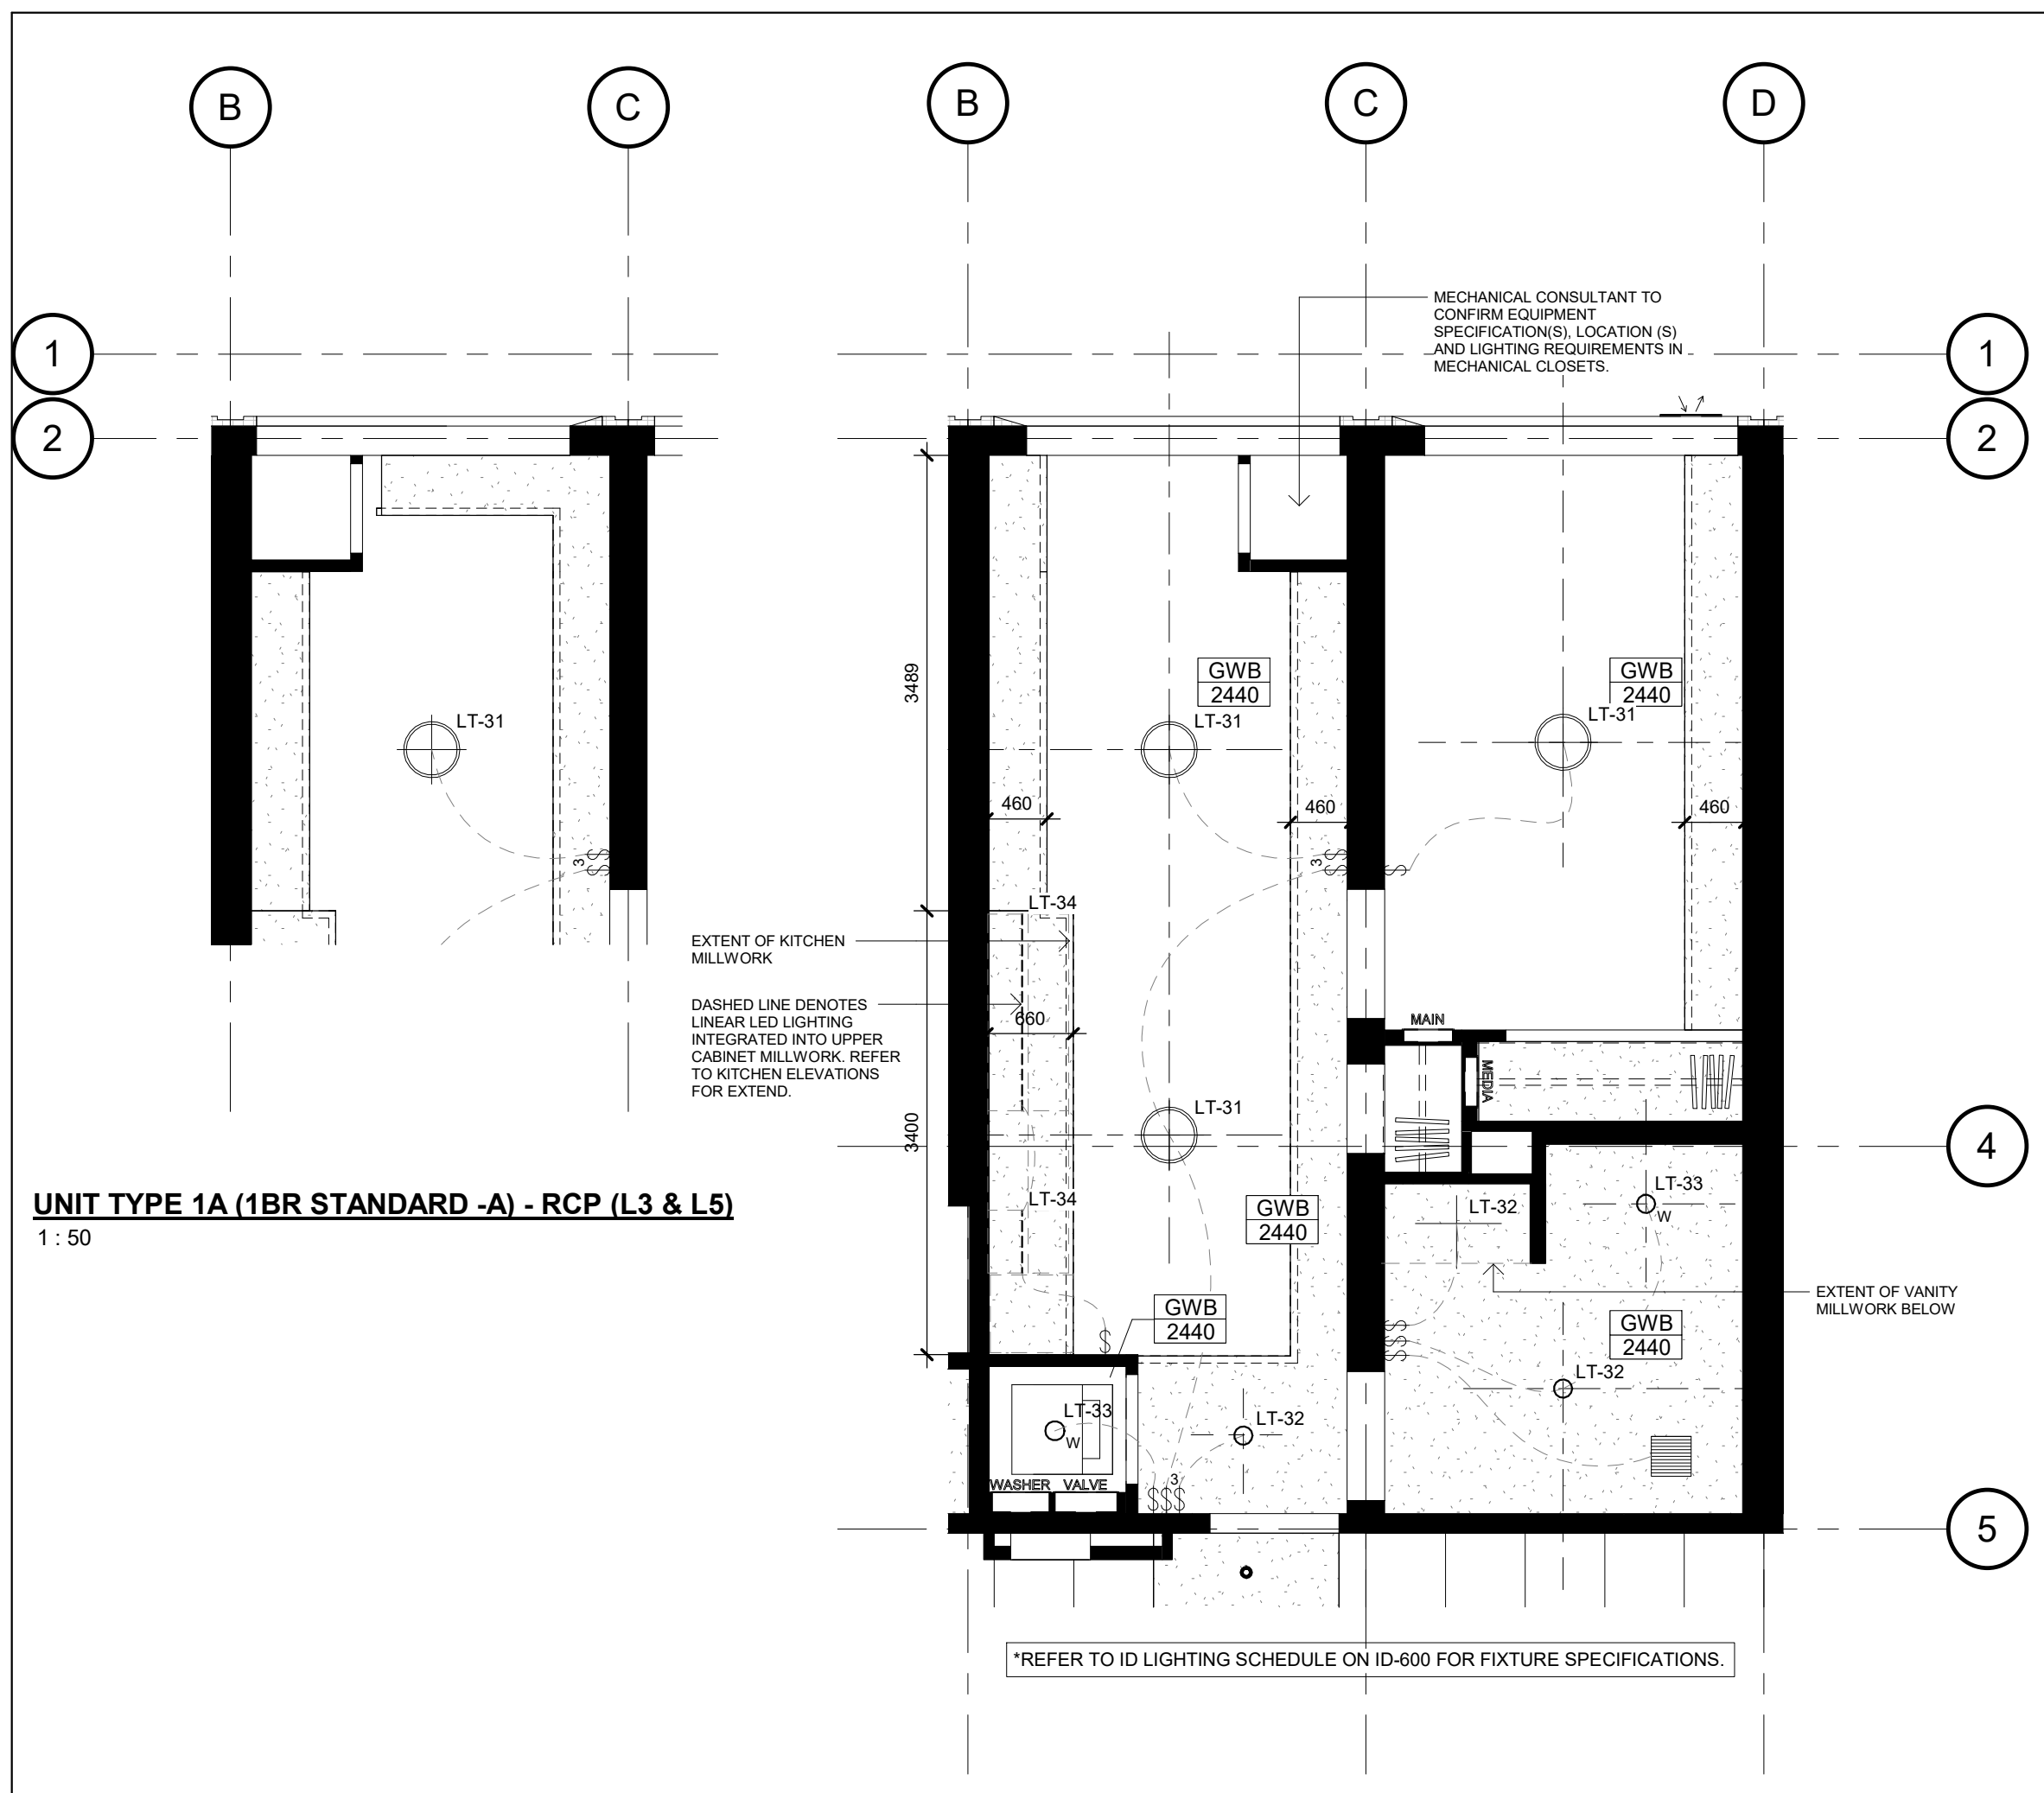 B
C
B
C
D
1
2
1
2
MECHANICAL CONSULTANT TO
CONFIRM EQUIPMENT
SPECIFICATION(S), LOCATION (S)
AND LIGHTING REQUIREMENTS IN
MECHANICAL CLOSETS.
LT-31
3
3489
GWB
2440
LT-31
GWB
2440
LT-31
460
460
460
3
LT-34
EXTENT OF KITCHEN
MILLWORK
DASHED LINE DENOTES
LINEAR LED LIGHTING
INTEGRATED INTO UPPER
CABINET MILLWORK. REFER
TO KITCHEN ELEVATIONS
FOR EXTEND.
660
MAIN
MEDIA
3400
LT-31
4
LT-34
GWB
2440
LT-32
LT-33
W
UNIT TYPE 1A (1BR STANDARD -A) - RCP (L3 & L5)
1 : 50
EXTENT OF VANITY
MILLWORK BELOW
GWB
2440
GWB
2440
LT-32
LT-33
W
LT-32
WASHER
VALVE
3
5
*REFER TO ID LIGHTING SCHEDULE ON ID-600 FOR FIXTURE SPECIFICATIONS.